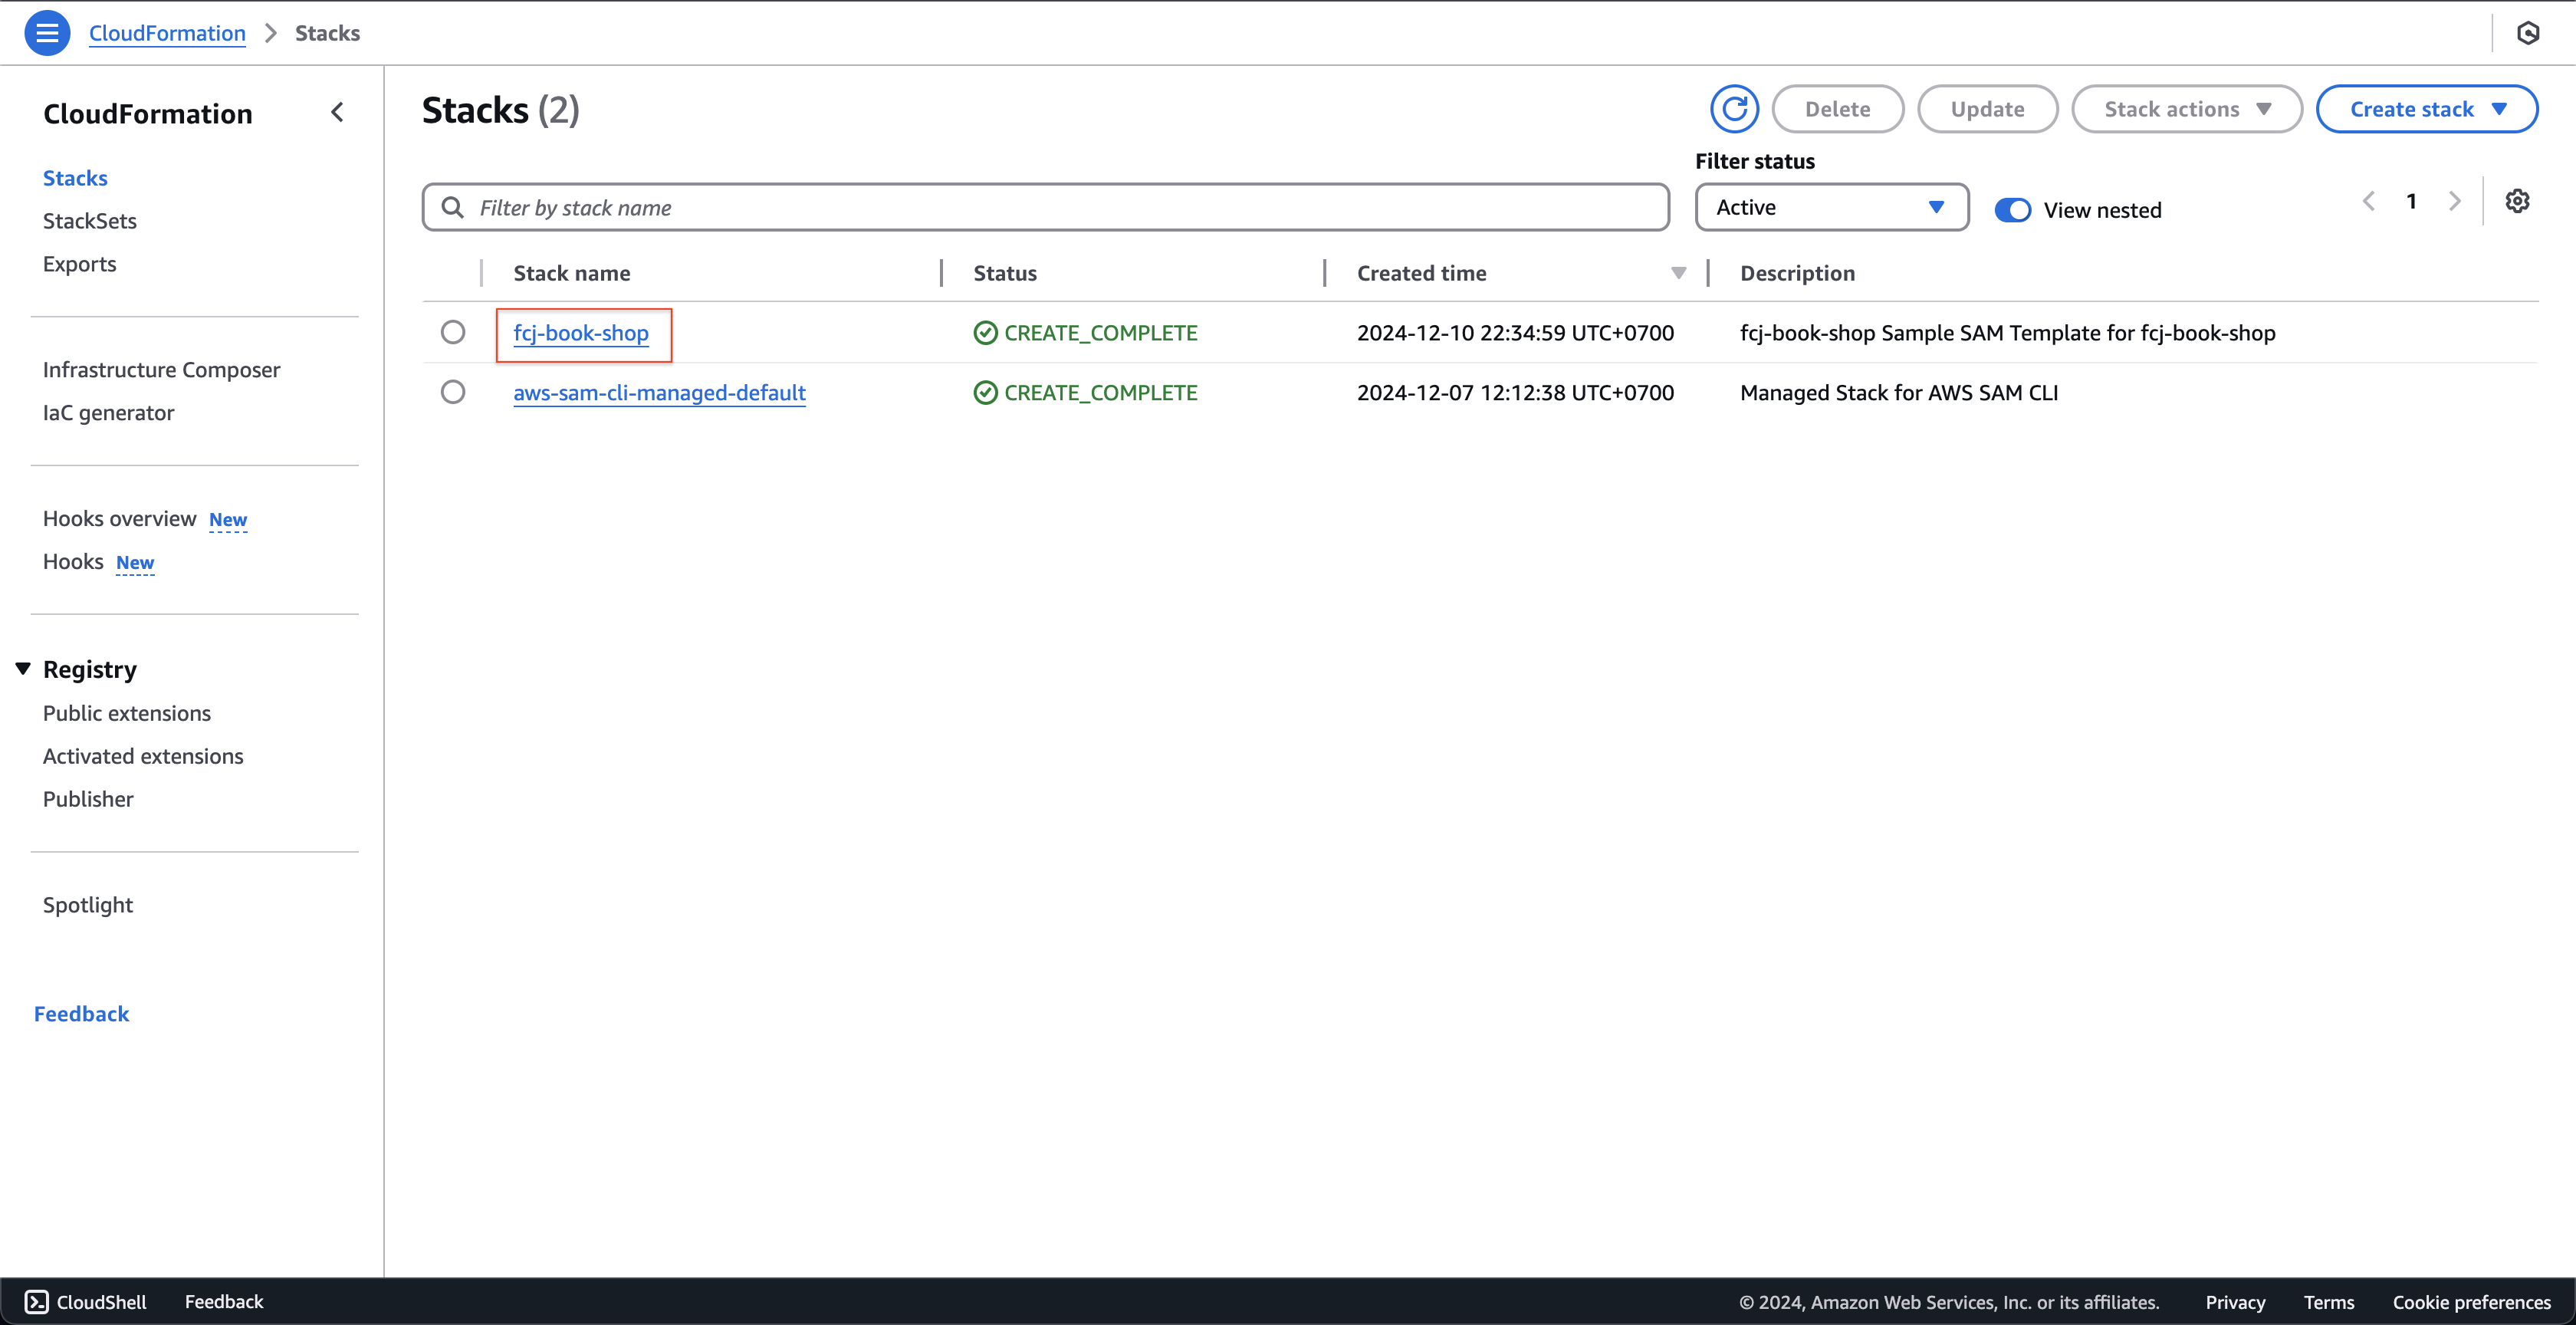 CloudFormation > Stacks
CloudFormation
Stacks
StackSets
Exports
Infrastructure Composer
IaC generator
Hooks overview New
Hooks New
Registry
Public extensions
Activated extensions
Publisher
Spotlight
Feedback
Stacks (2)
Delete
Update
Stack actions
Create stack
Filter by stack name
Filter status
Active
View nested
1
Stack name Status Created time Description
fcj-book-shop CREATE_COMPLETE 2024-12-10 22:34:59 UTC+0700 fcj-book-shop Sample SAM Template for fcj-book-shop
aws-sam-cli-managed-default CREATE_COMPLETE 2024-12-07 12:12:38 UTC+0700 Managed Stack for AWS SAM CLI
CloudShell Feedback © 2024, Amazon Web Services, Inc. or its affiliates. Privacy Terms Cookie preferences